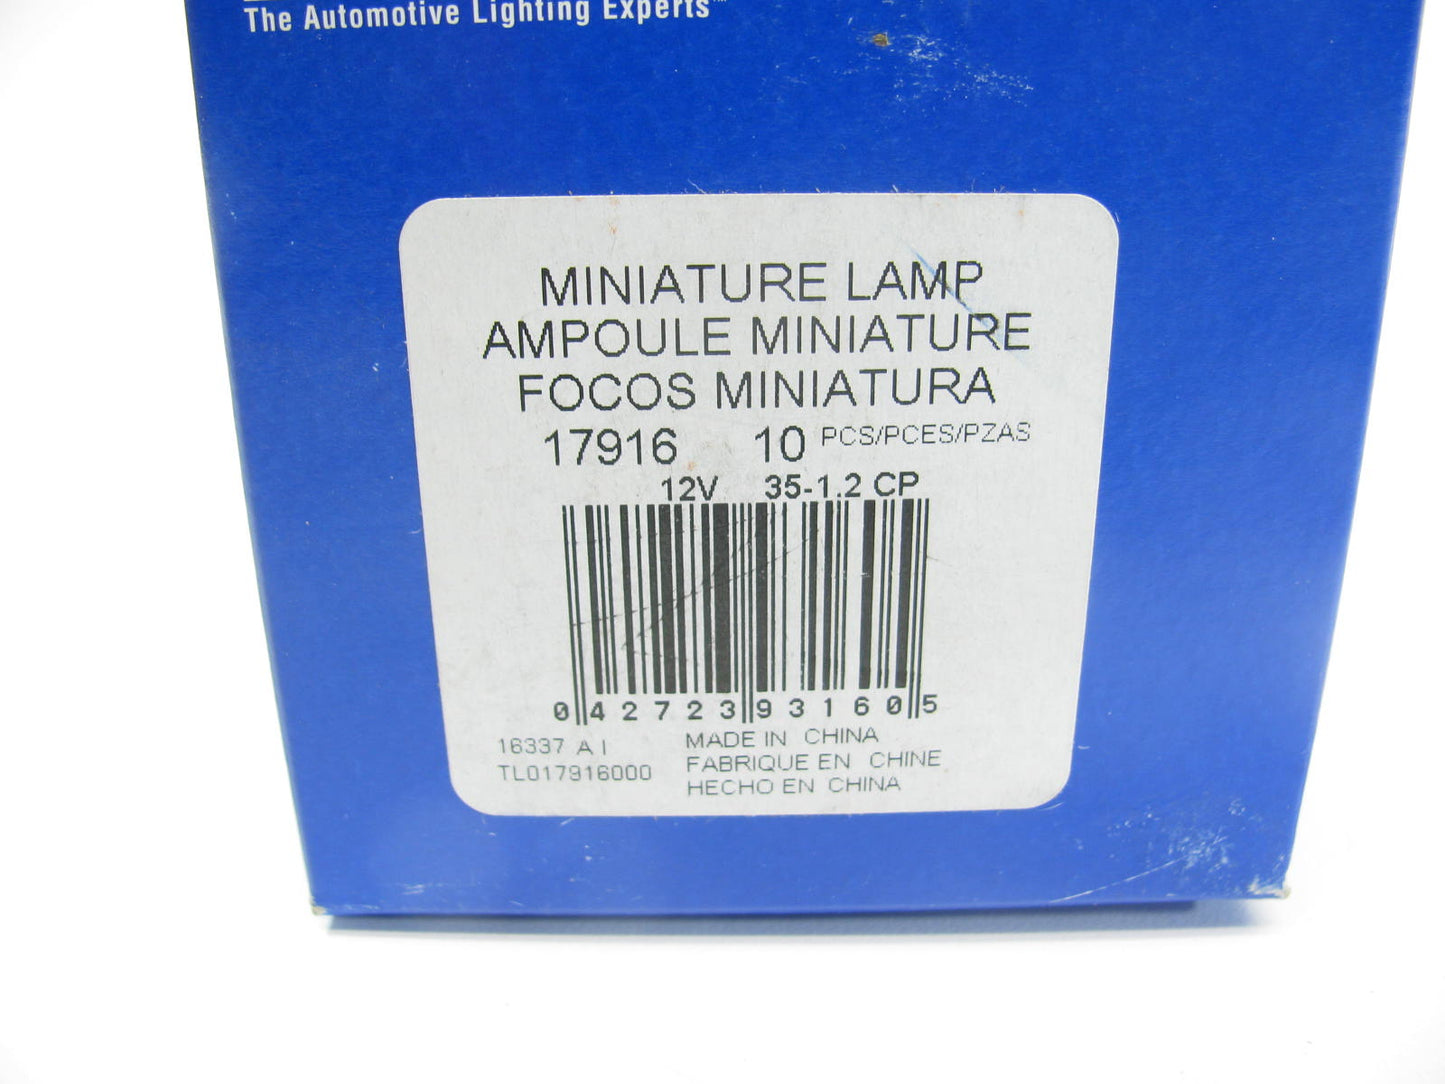 The Automotive Lighting Experts™
MINIATURE LAMP
AMPOULE MINIATURE
FOCOS MINIATURA
17916 10 PCS/PCES/PZAS
12V 35-1.2 CP
0 42723 93160 5
16337 A I MADE IN CHINA
TL017916000 FABRIQUE EN CHINE
HECHO EN CHINA